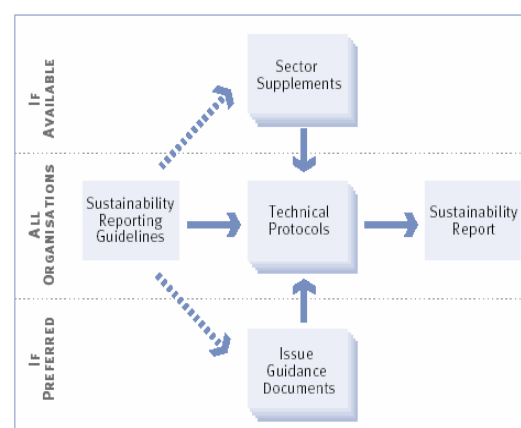 IF
AVAILABLE
Sector
Supplements
ALL
ORGANISATIONS
Sustainability
Reporting
Guidelines
Technical
Protocols
Sustainability
Report
IF
PREFERRED
Issue
Guidance
Documents